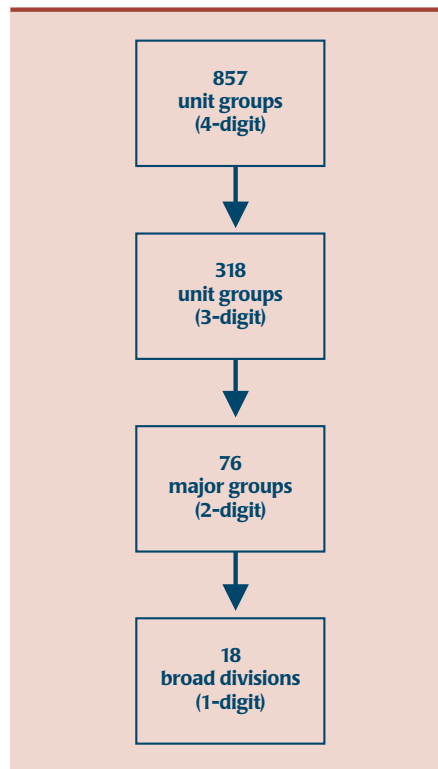 857
unit groups
(4-digit)
318
unit groups
(3-digit)
76
major groups
(2-digit)
18
broad divisions
(1-digit)